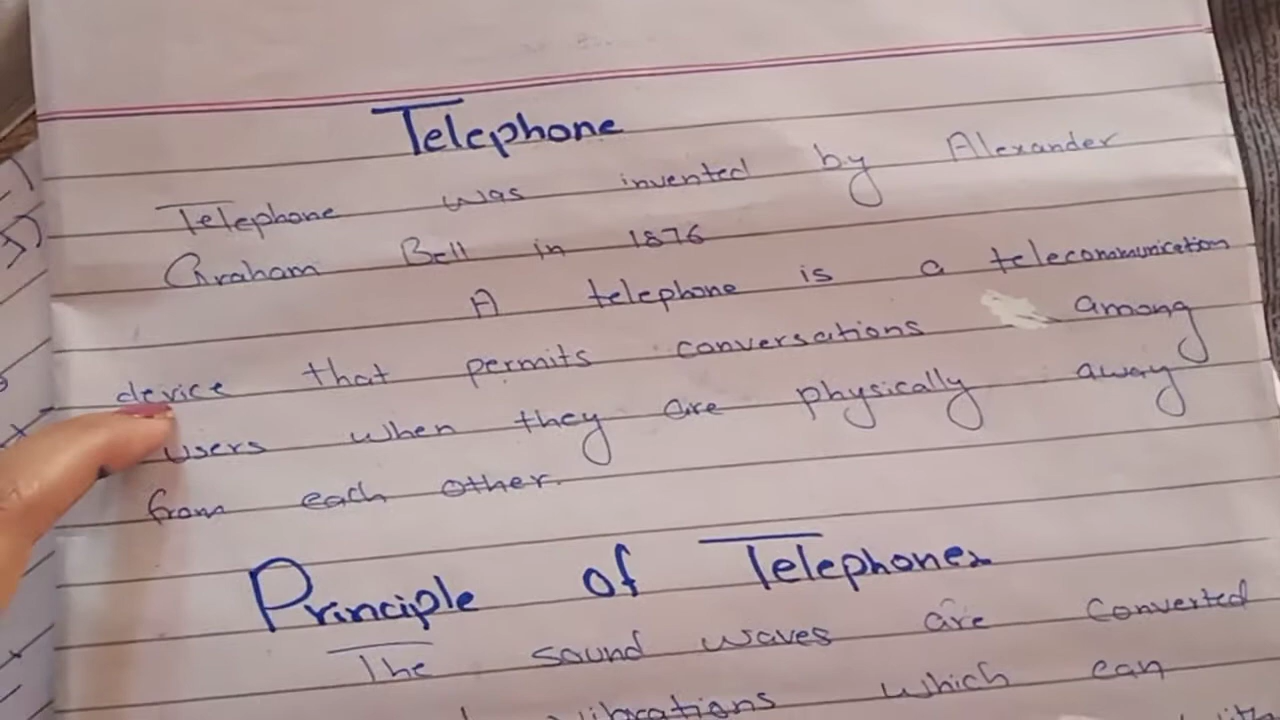 Telephone
Telephone was invented by Alexander
Graham Bell in 1876
A telephone is a telecommunication
device that permits conversations among
users when they are physically away
from each other.
Principle of Telephone
The sound waves are converted
vibrations which can